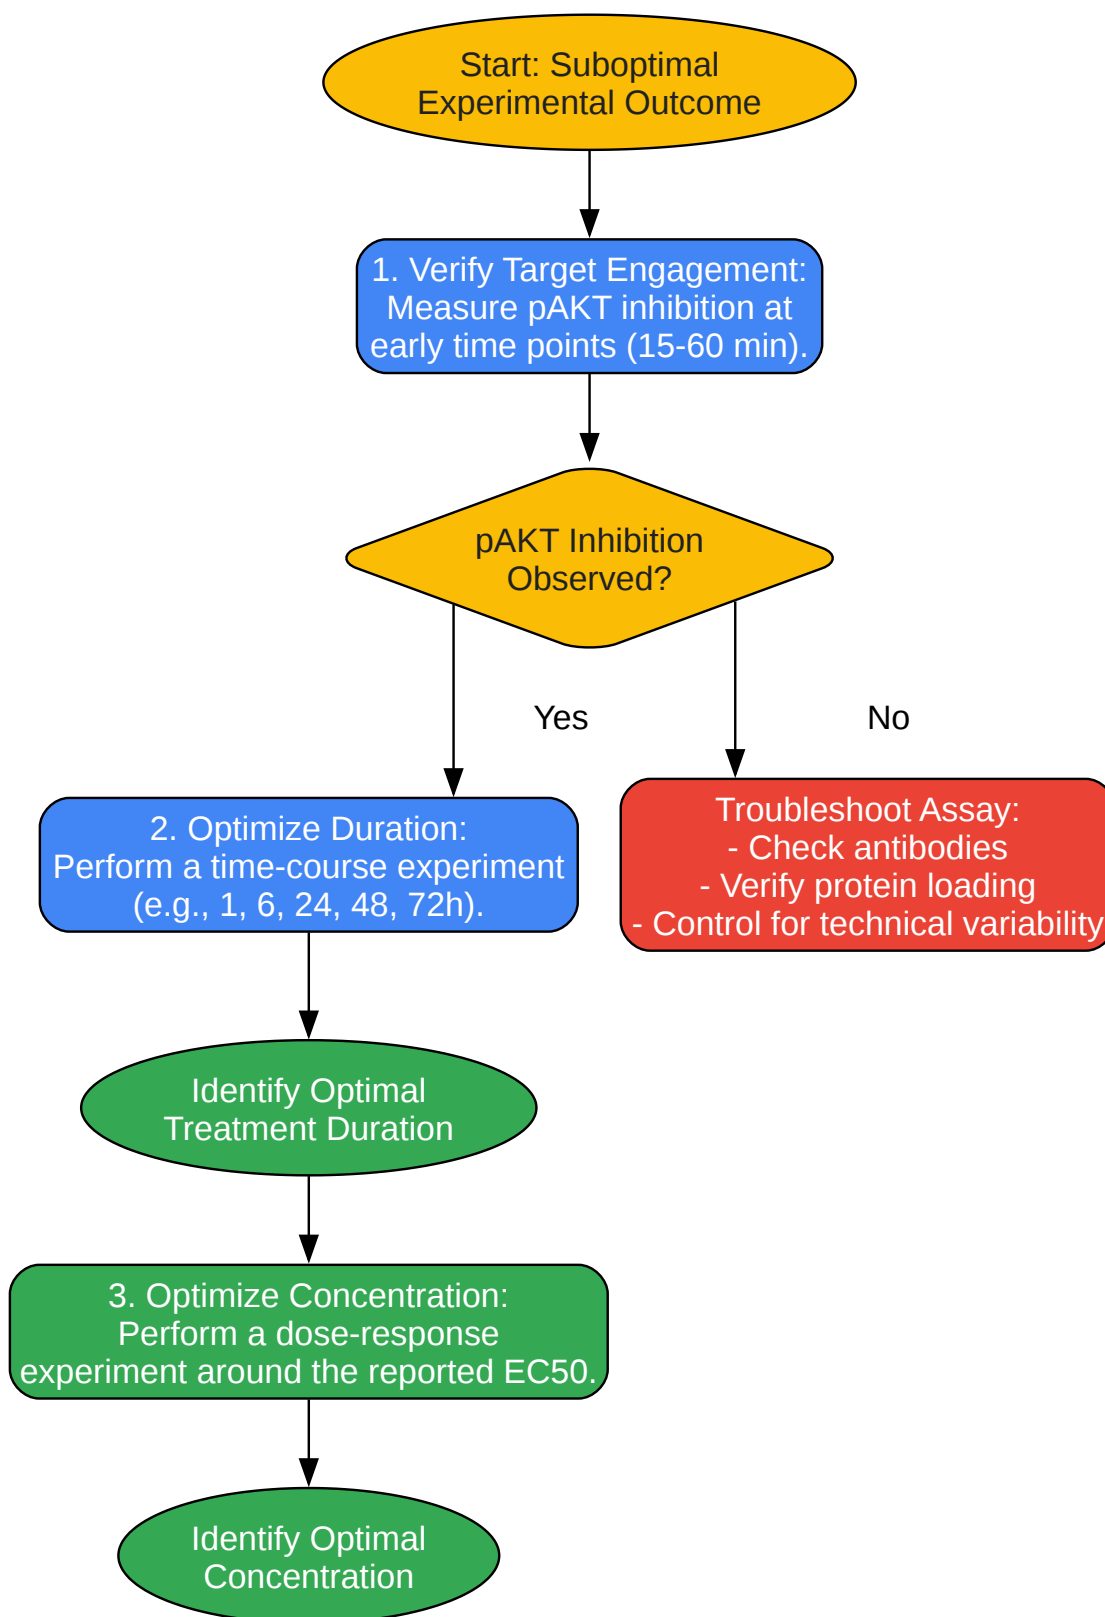 Start: Suboptimal
Experimental Outcome
1. Verify Target Engagement:
Measure pAKT inhibition at
early time points (15-60 min).
pAKT Inhibition
Observed?
Yes
No
2. Optimize Duration:
Perform a time-course experiment
(e.g., 1, 6, 24, 48, 72h).
Troubleshoot Assay:
- Check antibodies
- Verify protein loading
- Control for technical variability
Identify Optimal
Treatment Duration
3. Optimize Concentration:
Perform a dose-response
experiment around the reported EC50.
Identify Optimal
Concentration